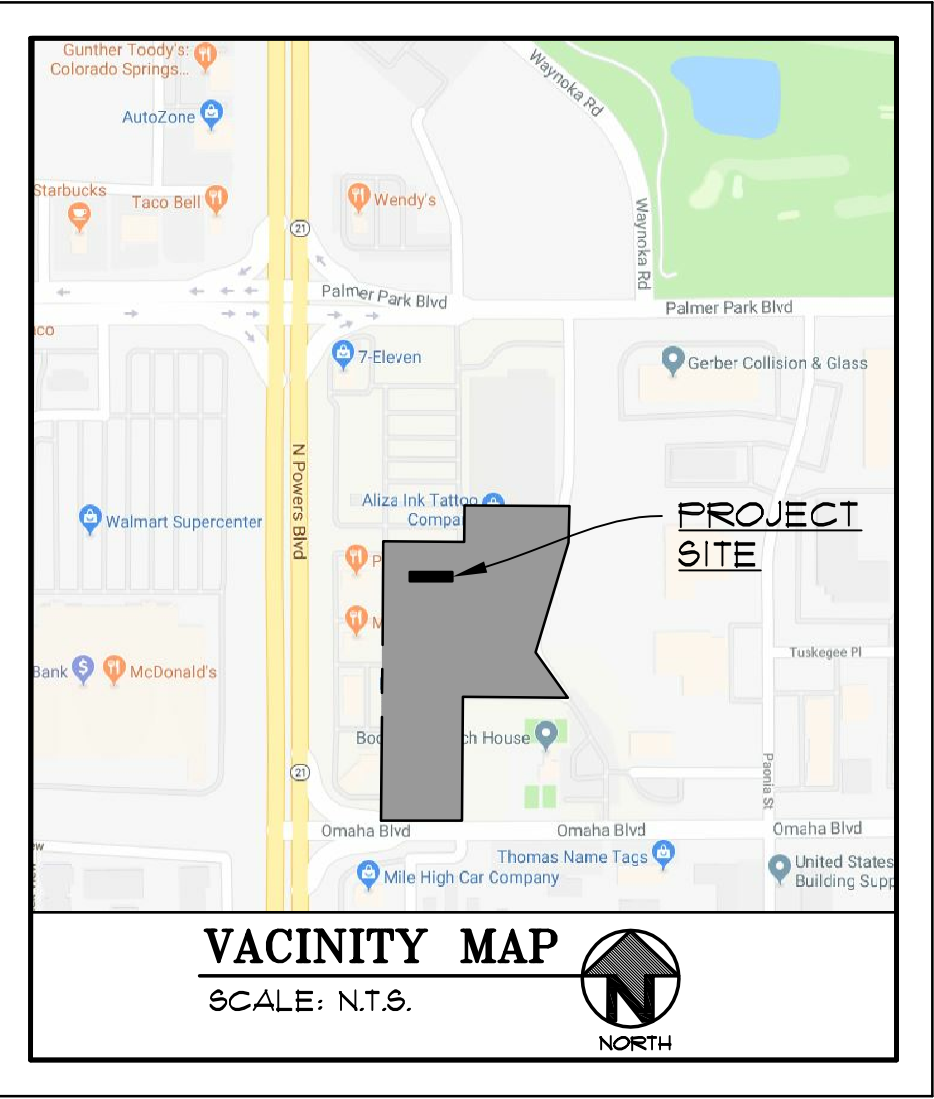 Gunther Toody's:
Colorado Springs...
AutoZone
Starbucks
Taco Bell
Wendy's
Waynoka Rd
Waynoka Rd
21
Palmer Park Blvd
Palmer Park Blvd
7-Eleven
Gerber Collision & Glass
N Powers Blvd
Walmart Supercenter
Aliza Ink Tattoo
Compa
PROJECT
SITE
P
M
Bank
McDonald's
Tuskegee Pl
Boo
ch House
21
Paonia St
Omaha Blvd
Omaha Blvd
Omaha Blvd
Thomas Name Tags
Mile High Car Company
United States
Building Supp
VACINITY MAP
SCALE: N.T.S.
N
NORTH